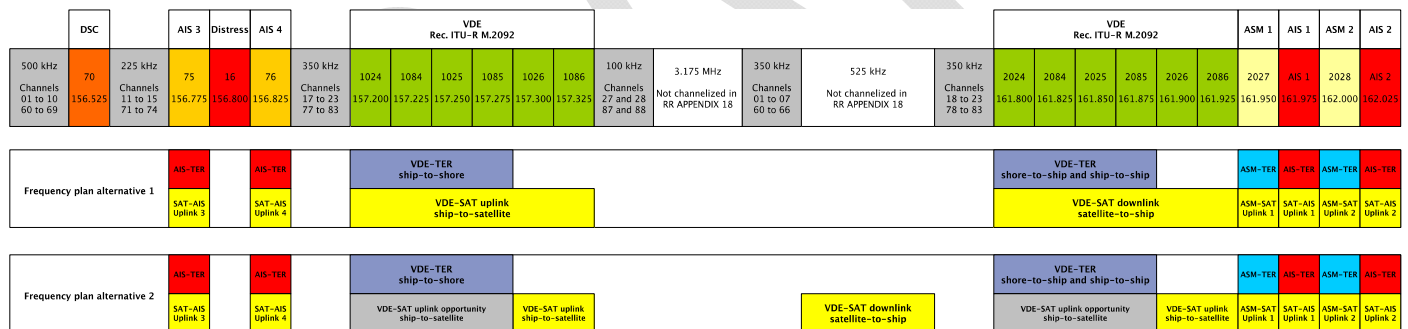 DSC
AIS 3
Distress
AIS 4
VDE
Rec. ITU-R M.2092
VDE
Rec. ITU-R M.2092
ASM 1
AIS 1
ASM 2
AIS 2
500 kHz
Channels
01 to 10
60 to 69
70
156.525
225 kHz
Channels
11 to 15
71 to 74
75
156.775
16
156.800
76
156.825
350 kHz
Channels
17 to 23
77 to 83
1024
157.200
1084
157.225
1025
157.250
1085
157.275
1026
157.300
1086
157.325
100 kHz
Channels
27 and 28
87 and 88
3.175 MHz
Not channelized in
RR APPENDIX 18
350 kHz
Channels
01 to 07
60 to 66
525 kHz
Not channelized in
RR APPENDIX 18
350 kHz
Channels
18 to 23
78 to 83
2024
161.800
2084
161.825
2025
161.850
2085
161.875
2026
161.900
2086
161.925
2027
161.950
AIS 1
161.975
2028
162.000
AIS 2
162.025
Frequency plan alternative 1
AIS-TER
AIS-TER
VDE-TER
ship-to-shore
VDE-TER
shore-to-ship and ship-to-ship
ASM-TER
AIS-TER
ASM-TER
AIS-TER
SAT-AIS
Uplink 3
SAT-AIS
Uplink 4
VDE-SAT uplink
ship-to-satellite
VDE-SAT downlink
satellite-to-ship
ASM-SAT
Uplink 1
SAT-AIS
Uplink 1
ASM-SAT
Uplink 2
SAT-AIS
Uplink 2
Frequency plan alternative 2
AIS-TER
AIS-TER
VDE-TER
ship-to-shore
VDE-TER
shore-to-ship and ship-to-ship
ASM-TER
AIS-TER
ASM-TER
AIS-TER
SAT-AIS
Uplink 3
SAT-AIS
Uplink 4
VDE-SAT uplink opportunity
ship-to-satellite
VDE-SAT uplink
ship-to-satellite
VDE-SAT downlink
satellite-to-ship
VDE-SAT uplink opportunity
ship-to-satellite
VDE-SAT uplink
ship-to-satellite
ASM-SAT
Uplink 1
SAT-AIS
Uplink 1
ASM-SAT
Uplink 2
SAT-AIS
Uplink 2